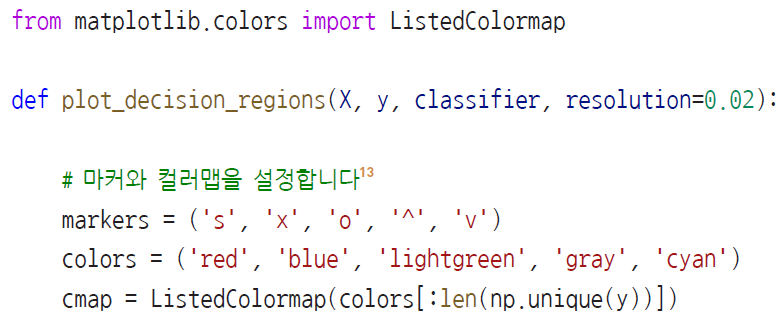 from matplotlib.colors import ListedColormap
def plot_decision_regions(X, y, classifier, resolution=0.02):
# 마커와 컬러맵을 설정합니다13
markers = ('s', 'x', 'o', '^', 'v')
colors = ('red', 'blue', 'lightgreen', 'gray', 'cyan')
cmap = ListedColormap(colors[:len(np.unique(y))])